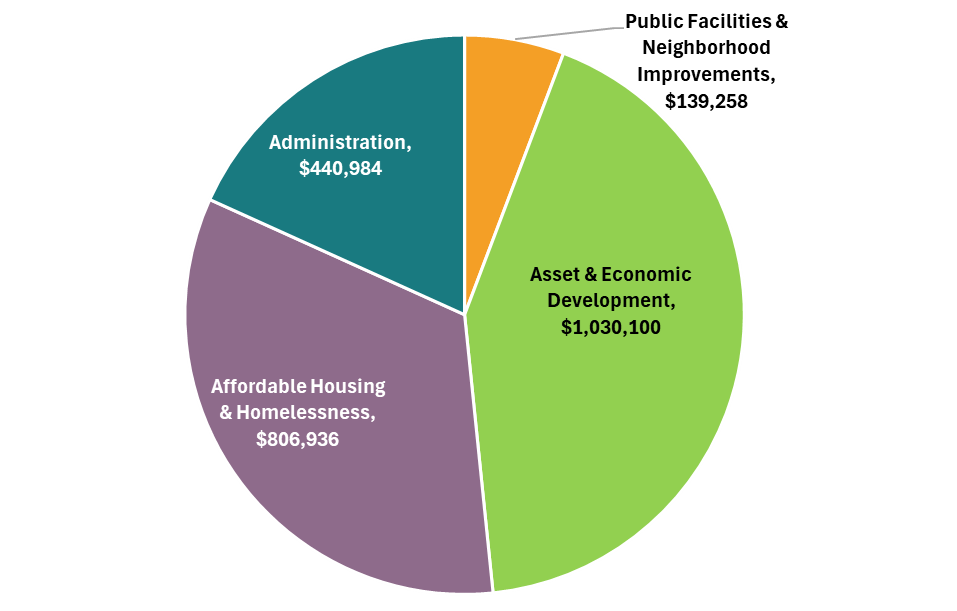 Public Facilities &
Neighborhood
Improvements,
$139,258
Administration,
$440,984
Asset & Economic
Development,
$1,030,100
Affordable Housing
& Homelessness,
$806,936